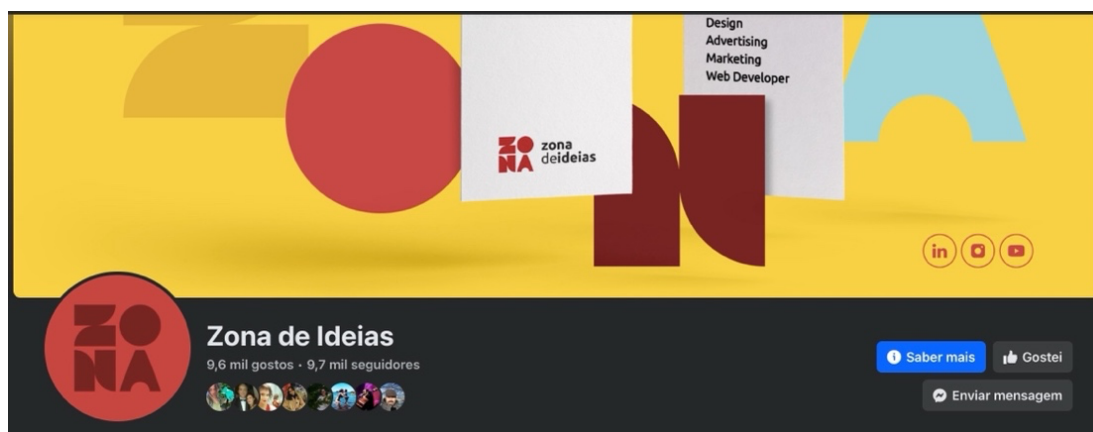 Design
Advertising
Marketing
Web Developer
ZO
NA
zona
deideias
in
ZO
NA
Zona de Ideias
9,6 mil gostos • 9,7 mil seguidores
Saber mais
Gostei
Enviar mensagem